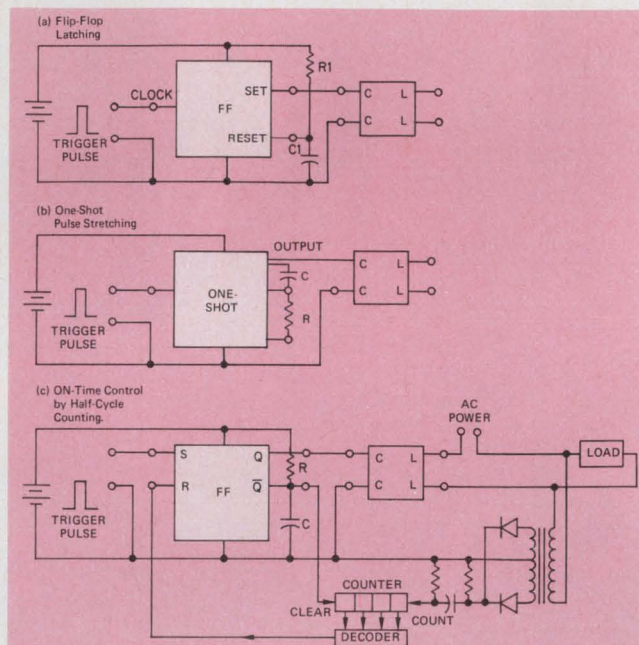 (a) Flip-Flop
Latching
R1
CLOCK
SET
FF
C L
TRIGGER
PULSE
RESET
C1
C L
(b) One-Shot
Pulse Stretching
OUTPUT
C
C L
ONE-
SHOT
R
C L
TRIGGER
PULSE
(c) ON-Time Control
by Half-Cycle
Counting.
AC
POWER
S Q
R
C L
LOAD
R FF Q
C L
TRIGGER
PULSE
C
COUNTER
CLEAR
COUNT
DECODER